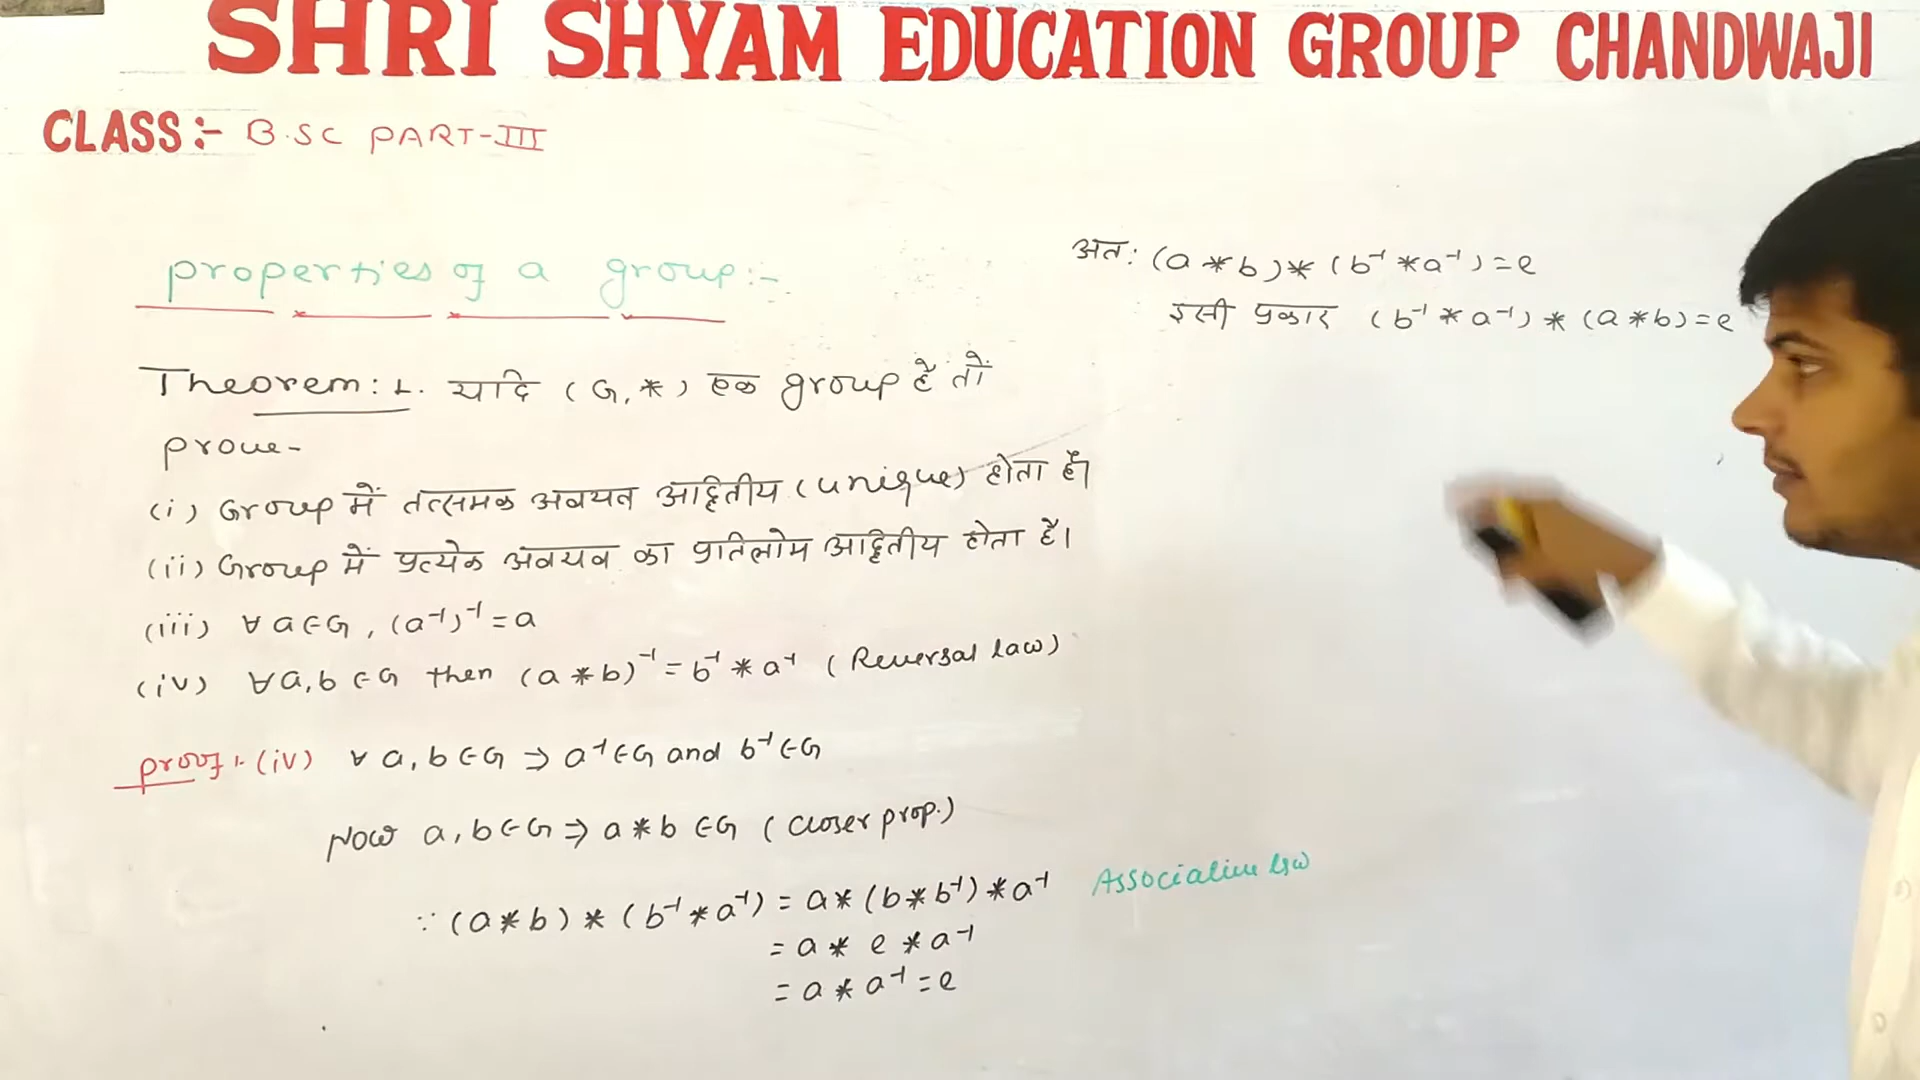 SHRI SHYAM EDUCATION GROUP CHANDWAJI
CLASS:- B.SC PART-III
properties of a group:-
Theorem:1. यदि (G, *) एक group है तो
prove-
(i) Group में तत्समक अवयव अद्वितीय (unique) होता है।
(ii) Group में प्रत्येक अवयव का प्रतिलोम अद्वितीय होता है।
(iii) ∀ a∈G, (a⁻¹)⁻¹=a
(iv) ∀a,b∈G then (a*b)⁻¹=b⁻¹*a⁻¹ (Reversal law)
proof:-(iv) ∀ a,b∈G ⇒ a⁻¹∈G and b⁻¹∈G
Now a,b∈G ⇒ a*b∈G (closer prop.)
∵ (a*b)*(b⁻¹*a⁻¹) = a*(b*b⁻¹)*a⁻¹ Associative law
= a* e *a⁻¹
= a*a⁻¹=e
अतः (a*b)*(b⁻¹*a⁻¹)=e
इसी प्रकार (b⁻¹*a⁻¹)*(a*b)=e